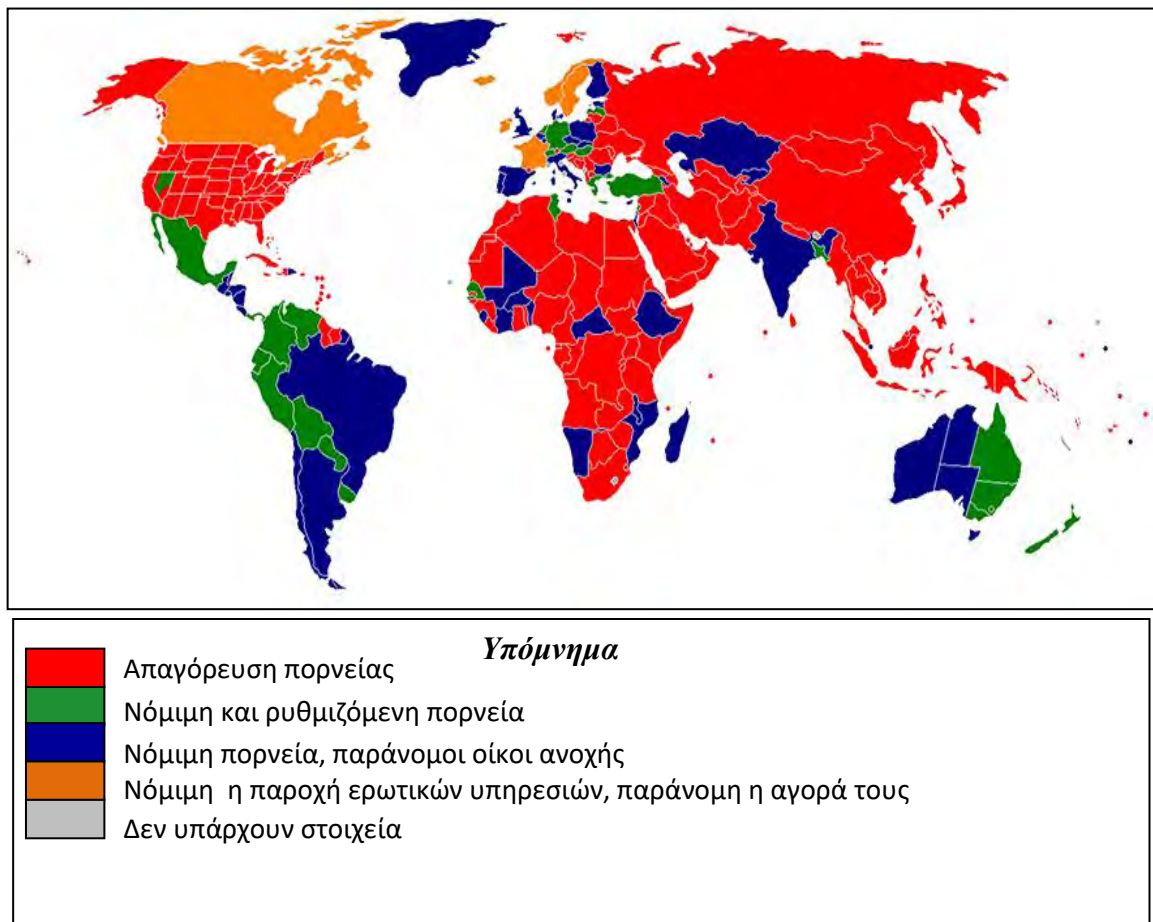 Υπόμνημα
Απαγόρευση πορνείας
Νόμιμη και ρυθμιζόμενη πορνεία
Νόμιμη πορνεία, παράνομοι οίκοι ανοχής
Νόμιμη η παροχή ερωτικών υπηρεσιών, παράνομη η αγορά τους
Δεν υπάρχουν στοιχεία